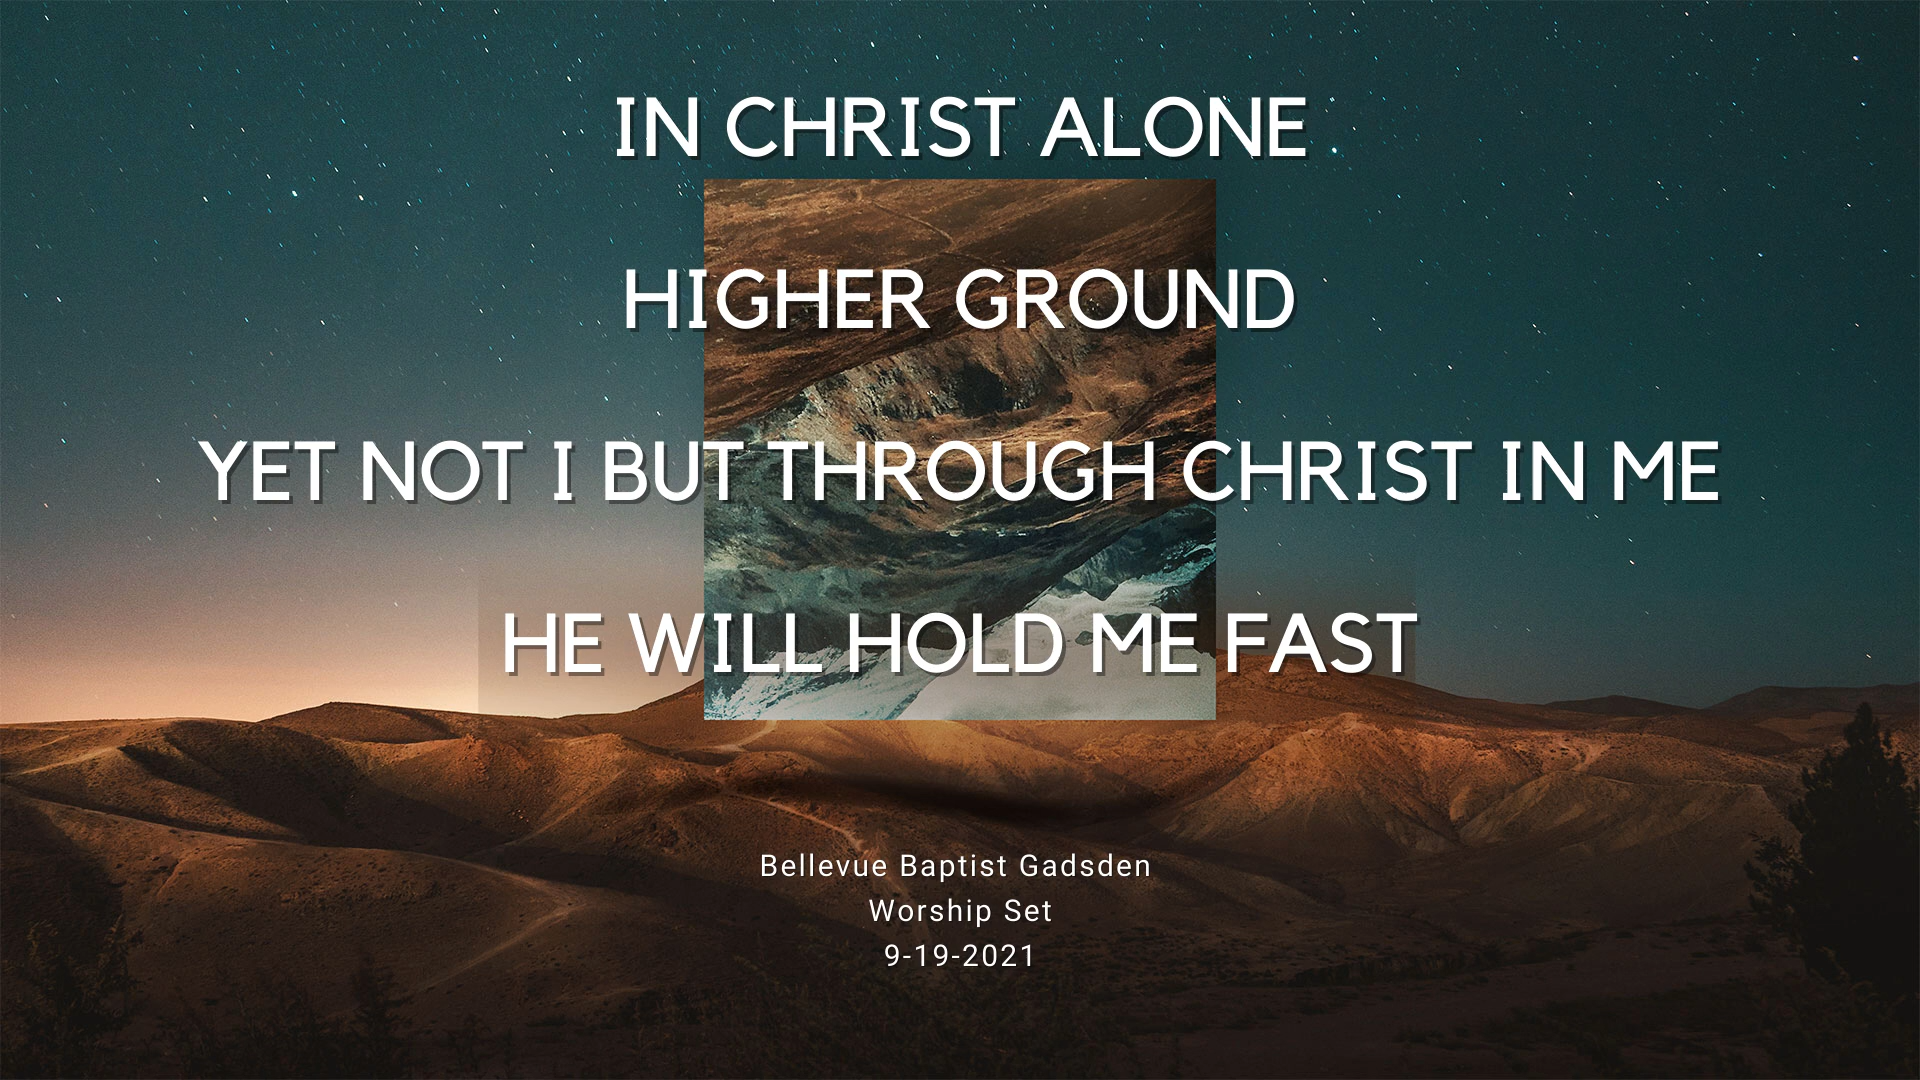 IN CHRIST ALONE
HIGHER GROUND
YET NOT I BUT THROUGH CHRIST IN ME
HE WILL HOLD ME FAST
Bellevue Baptist Gadsden
Worship Set
9-19-2021